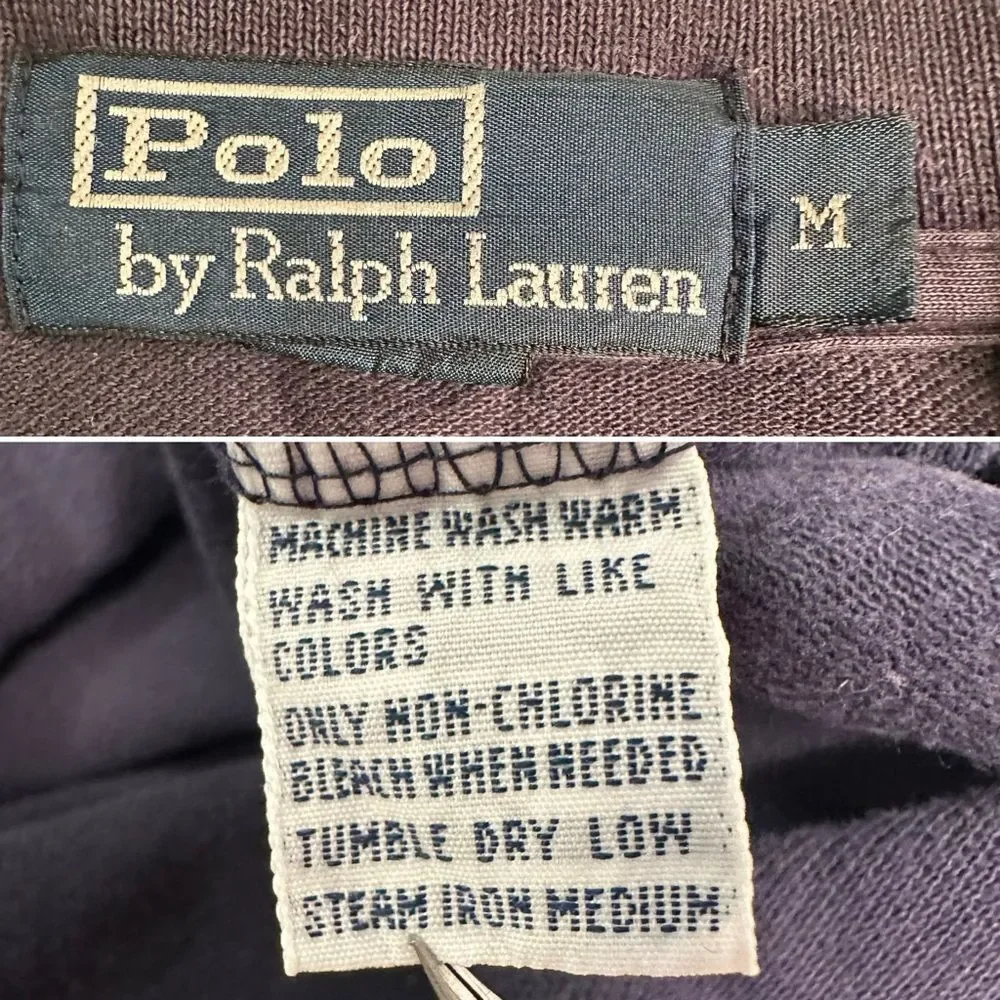 Polo
by Ralph Lauren
M
MACHINE WASH WARM
WASH WITH LIKE
COLORS
ONLY NON-CHLORINE
BLEACH WHEN NEEDED
TUMBLE DRY LOW
STEAM IRON MEDIUM